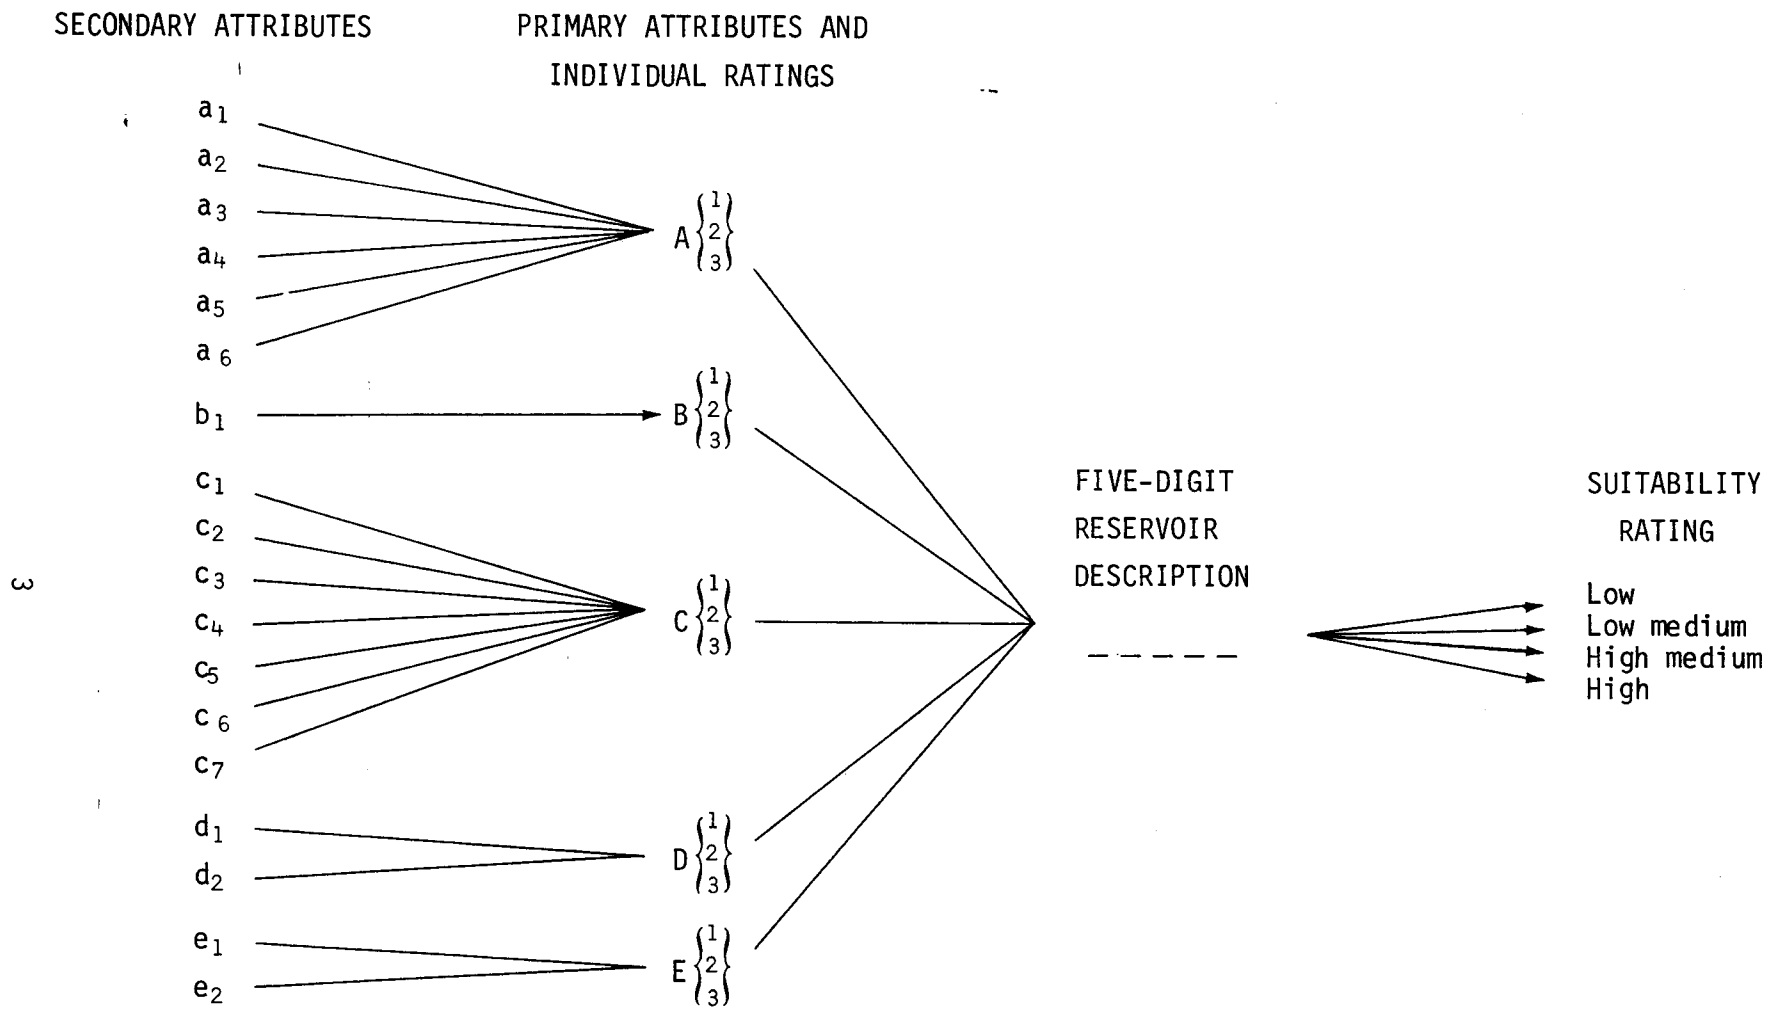 SECONDARY ATTRIBUTES
PRIMARY ATTRIBUTES AND
INDIVIDUAL RATINGS
a1
a2
a3
a4
a5
a6
b1
c1
c2
c3
c4
c5
c6
c7
d1
d2
e1
e2
A { 1 2 3 }
B { 1 2 3 }
C { 1 2 3 }
D { 1 2 3 }
E { 1 2 3 }
FIVE-DIGIT
RESERVOIR
DESCRIPTION
_ _ _ _ _
SUITABILITY
RATING
Low
Low medium
High medium
High
3